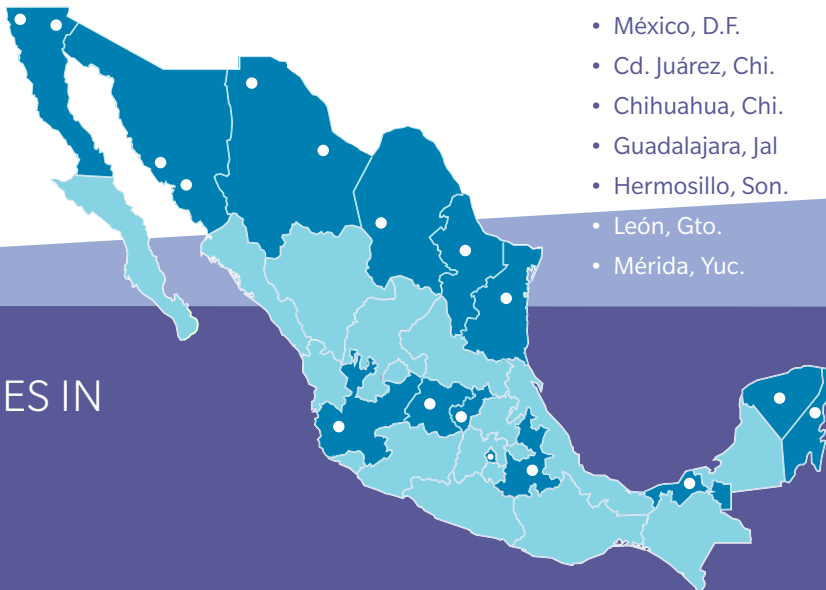 • México, D.F.
• Cd. Juárez, Chi.
• Chihuahua, Chi.
• Guadalajara, Jal
• Hermosillo, Son.
• León, Gto.
• Mérida, Yuc.
ES IN